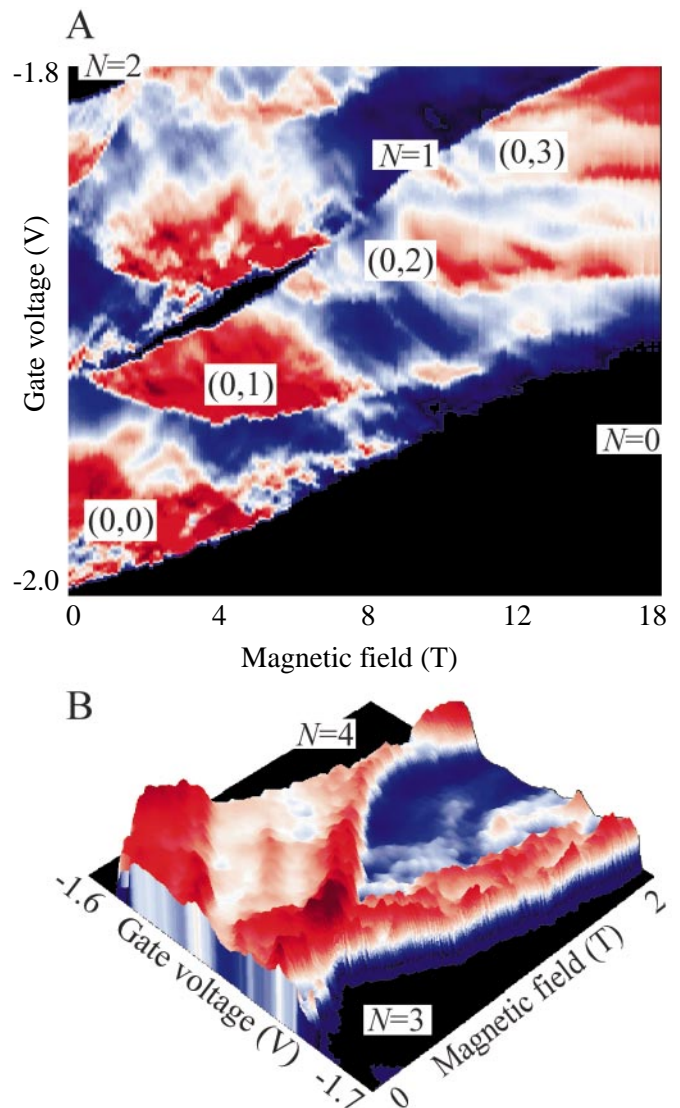 A
-1.8
N=2
N=1
(0,3)
(0,2)
Gate voltage (V)
(0,1)
N=0
(0,0)
-2.0
0 4 8 12 18
Magnetic field (T)
B
N=4
-1.6
2
Gate voltage (V)
Magnetic field (T)
N=3
-1.7
0